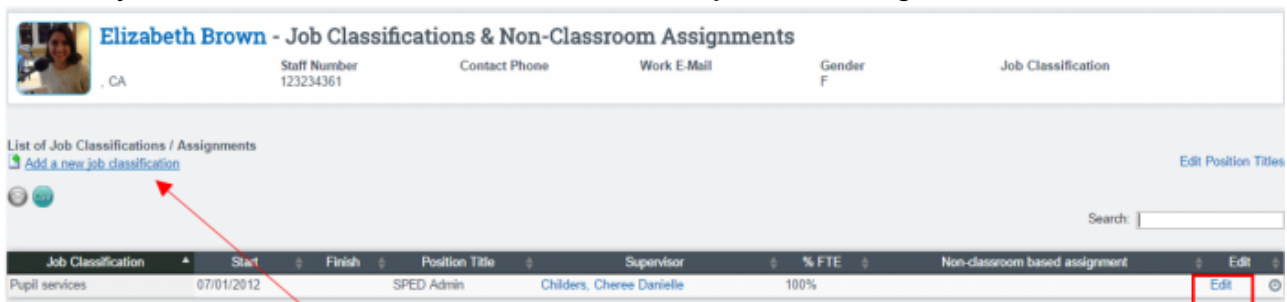 Elizabeth Brown - Job Classifications & Non-Classroom Assignments
Staff Number Contact Phone Work E-Mail Gender Job Classification
, CA 123234361 F
List of Job Classifications / Assignments
Add a new job classification Edit Position Titles
CSV
Search:
Job Classification Start Finish Position Title Supervisor % FTE Non-classroom based assignment Edit
Pupil services 07/01/2012 SPED Admin Childers, Cheree Danielle 100% Edit